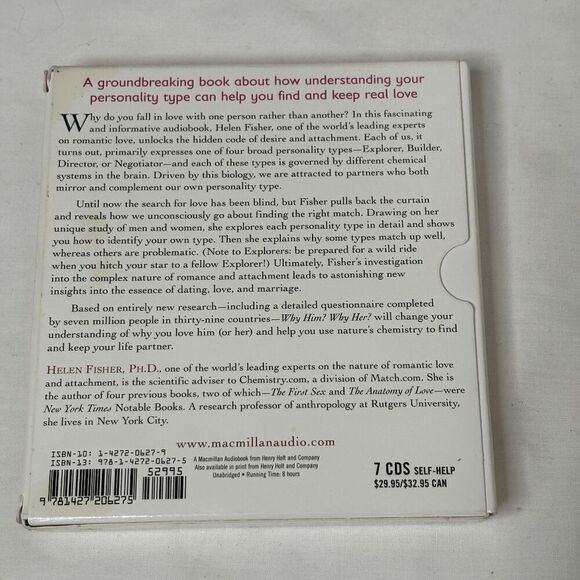 A groundbreaking book about how understanding your
personality type can help you find and keep real love
Why do you fall in love with one person rather than another? In this fascinating
and informative audiobook, Helen Fisher, one of the world's leading experts
on romantic love, unlocks the hidden code of desire and attachment. Each of us, it
turns out, primarily expresses one of four broad personality types—Explorer, Builder,
Director, or Negotiator—and each of these types is governed by different chemical
systems in the brain. Driven by this biology, we are attracted to partners who both
mirror and complement our own personality type.
Until now the search for love has been blind, but Fisher pulls back the curtain
and reveals how we unconsciously go about finding the right match. Drawing on her
unique study of men and women, she explores each personality type in detail and shows
you how to identify your own type. Then she explains why some types match up well,
whereas others are problematic. (Note to Explorers: be prepared for a wild ride
when you hitch your star to a fellow Explorer!) Ultimately, Fisher's investigation
into the complex nature of romance and attachment leads to astonishing new
insights into the essence of dating, love, and marriage.
Based on entirely new research—including a detailed questionnaire completed
by seven million people in thirty-nine countries—Why Him? Why Her? will change your
understanding of why you love him (or her) and help you use nature's chemistry to find
and keep your life partner.
HELEN FISHER, PH.D., one of the world's leading experts on the nature of romantic love
and attachment, is the scientific adviser to Chemistry.com, a division of Match.com. She is
the author of four previous books, two of which—The First Sex and The Anatomy of Love—were
New York Times Notable Books. A research professor of anthropology at Rutgers University,
she lives in New York City.
www.macmillanaudio.com
ISBN-10: 1-4272-0627-9
ISBN-13: 978-1-4272-0627-5
52995
9 781427 206275
A Macmillan Audiobook from Henry Holt and Company
Also available in print from Henry Holt and Company
Unabridged • Running Time: 8 hours
7 CDS SELF-HELP
$29.95/$32.95 CAN